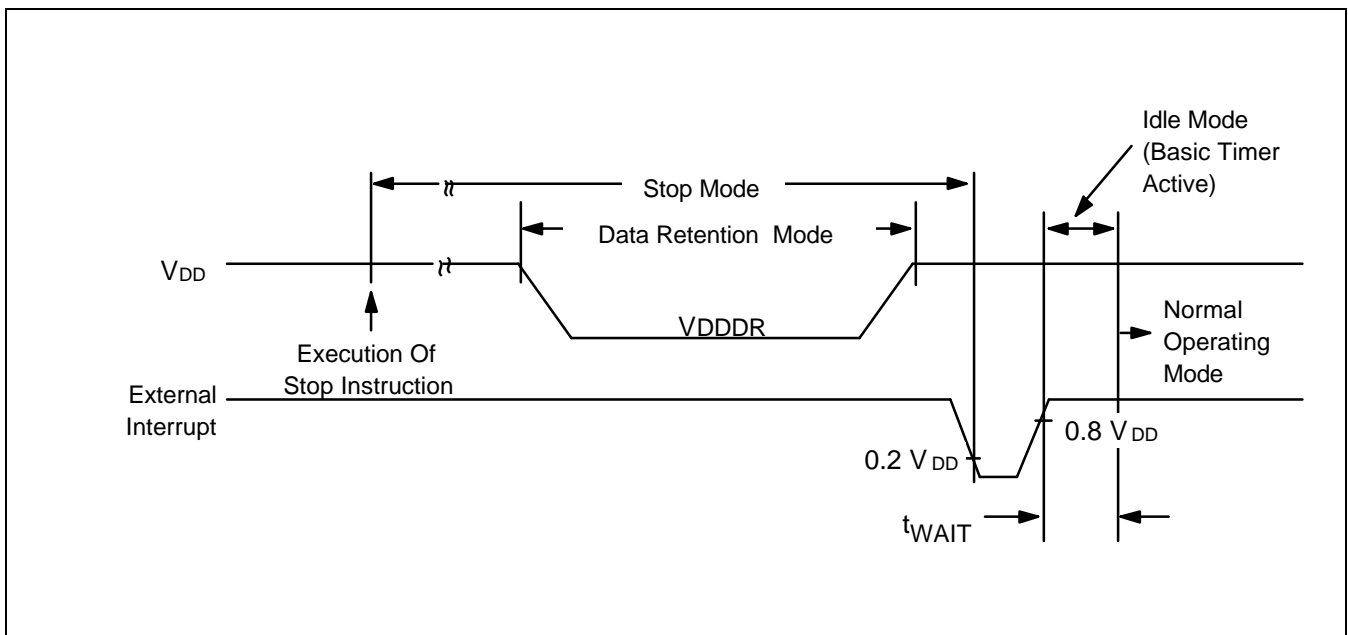 Idle Mode
(Basic Timer
Active)
Stop Mode
Data Retention Mode
VDD
VDDDR
Execution Of
Stop Instruction
Normal
Operating
Mode
External
Interrupt
0.8 VDD
0.2 VDD
tWAIT